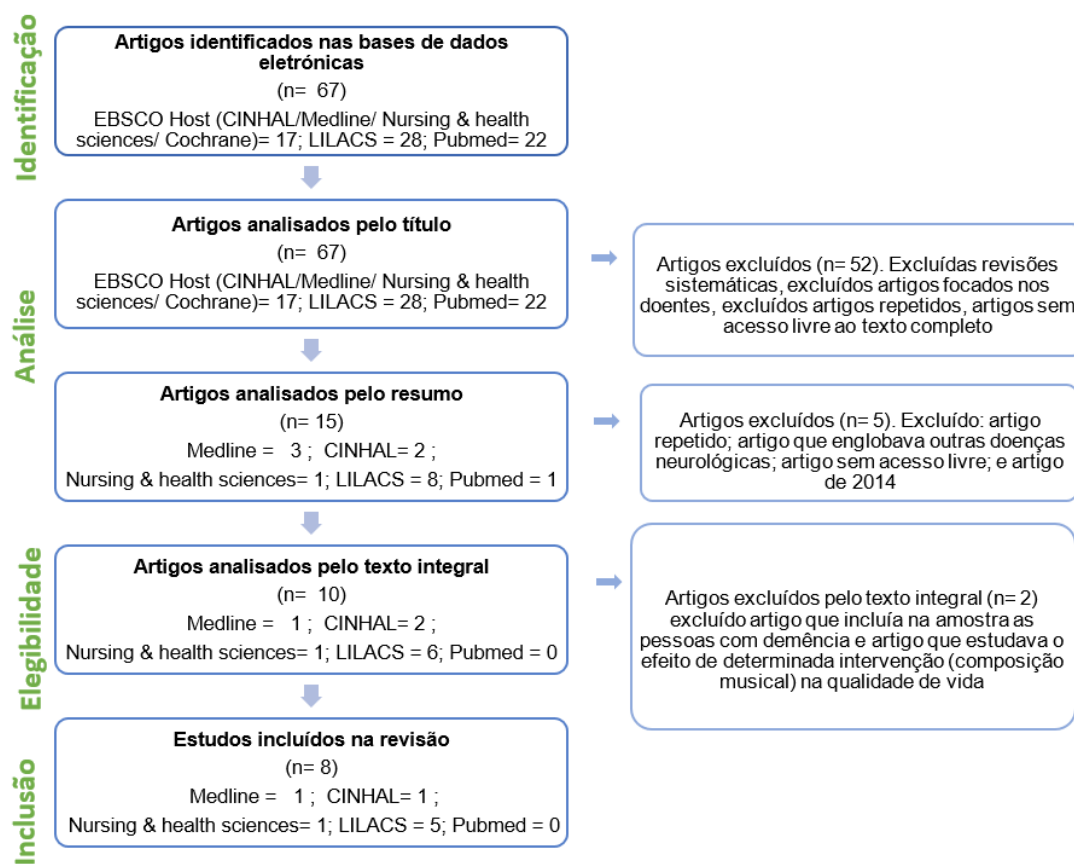 Identificação
Artigos identificados nas bases de dados
eletrónicas
(n= 67)
EBSCO Host (CINHAL/Medline/ Nursing & health
sciences/ Cochrane)= 17; LILACS = 28; Pubmed= 22
Análise
Artigos analisados pelo título
(n= 67)
EBSCO Host (CINHAL/Medline/ Nursing & health
sciences/ Cochrane)= 17; LILACS = 28; Pubmed= 22
Artigos excluídos (n= 52). Excluídas revisões
sistemáticas, excluídos artigos focados nos
doentes, excluídos artigos repetidos, artigos sem
acesso livre ao texto completo
Artigos analisados pelo resumo
(n= 15)
Medline = 3 ; CINHAL= 2 ;
Nursing & health sciences= 1; LILACS = 8; Pubmed = 1
Artigos excluídos (n= 5). Excluído: artigo
repetido; artigo que englobava outras doenças
neurológicas; artigo sem acesso livre; e artigo
de 2014
Elegibilidade
Artigos analisados pelo texto integral
(n= 10)
Medline = 1 ; CINHAL= 2 ;
Nursing & health sciences= 1; LILACS = 6; Pubmed = 0
Artigos excluídos pelo texto integral (n= 2)
excluído artigo que incluía na amostra as
pessoas com demência e artigo que estudava o
efeito de determinada intervenção (composição
musical) na qualidade de vida
Inclusão
Estudos incluídos na revisão
(n= 8)
Medline = 1 ; CINHAL= 1 ;
Nursing & health sciences= 1; LILACS = 5; Pubmed = 0